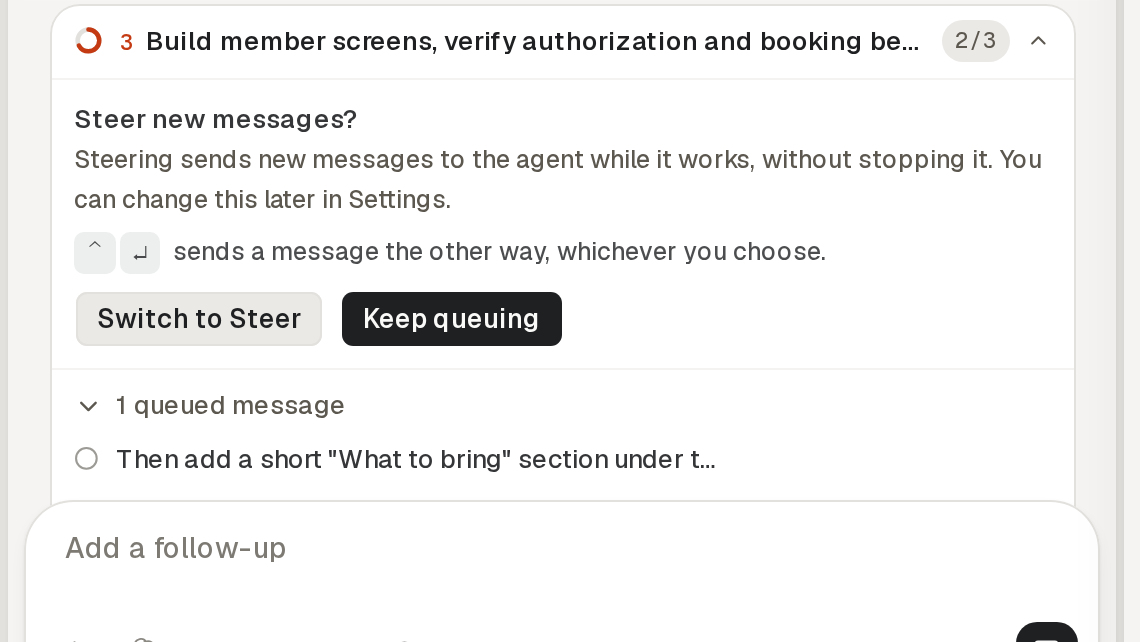 3 Build member screens, verify authorization and booking be... 2/3
Steer new messages?
Steering sends new messages to the agent while it works, without stopping it. You
can change this later in Settings.
^ ↵ sends a message the other way, whichever you choose.
Switch to Steer Keep queuing
1 queued message
Then add a short "What to bring" section under t...
Add a follow-up